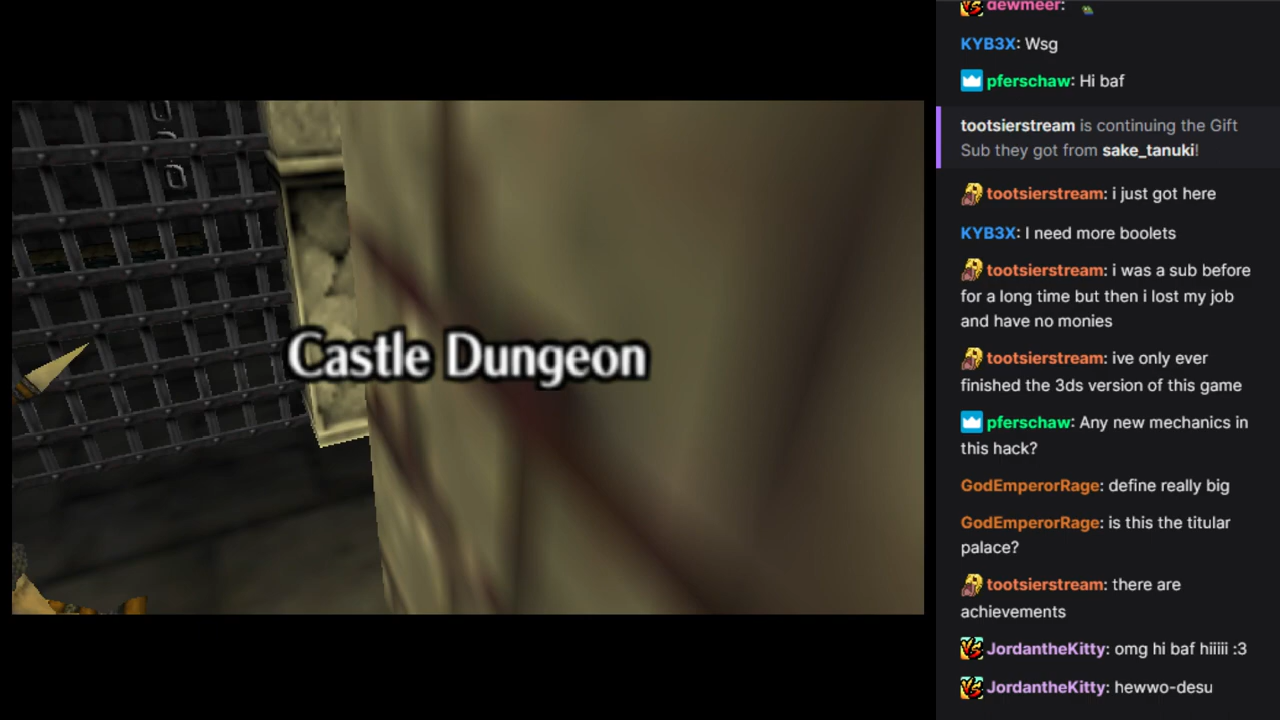 Castle Dungeon
dewmeer:
KYB3X: Wsg
pferschaw: Hi baf
tootsierstream is continuing the Gift
Sub they got from sake_tanuki!
tootsierstream: i just got here
KYB3X: I need more boolets
tootsierstream: i was a sub before
for a long time but then i lost my job
and have no monies
tootsierstream: ive only ever
finished the 3ds version of this game
pferschaw: Any new mechanics in
this hack?
GodEmperorRage: define really big
GodEmperorRage: is this the titular
palace?
tootsierstream: there are
achievements
JordantheKitty: omg hi baf hiiiii :3
JordantheKitty: hewwo-desu